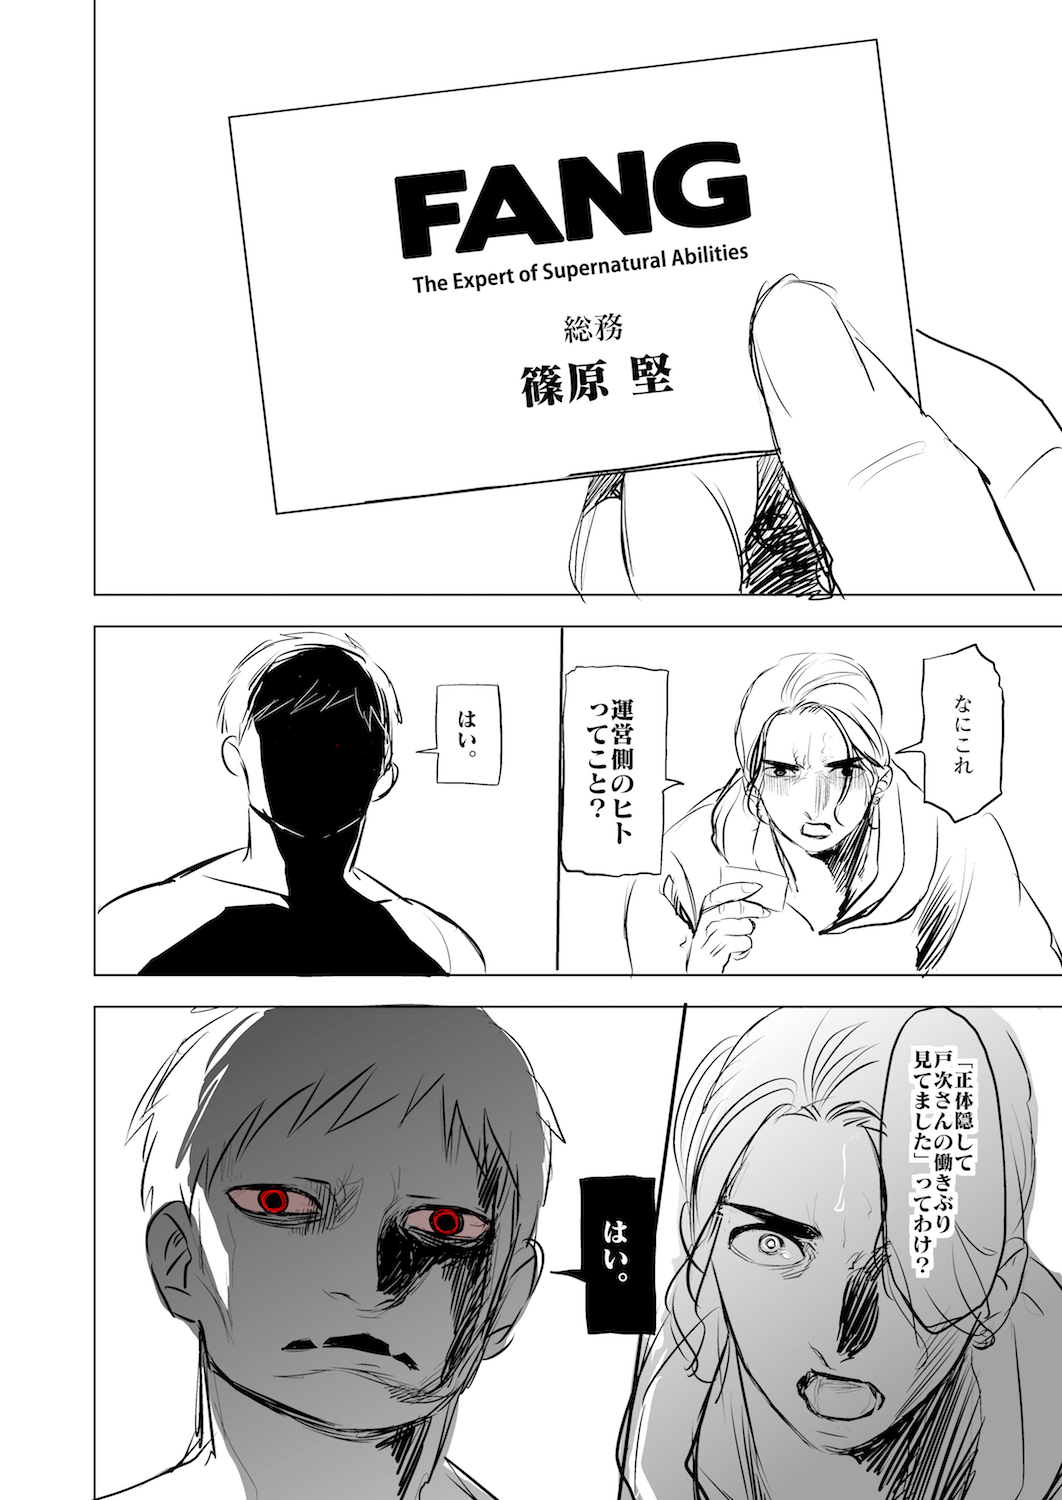 FANG
The Expert of Supernatural Abilities
総務
篠原 堅
なにこれ
運営側のヒト
ってこと?
はい。
「正体隠して
戸次さんの働きぶり
見てました」ってわけ?
はい。